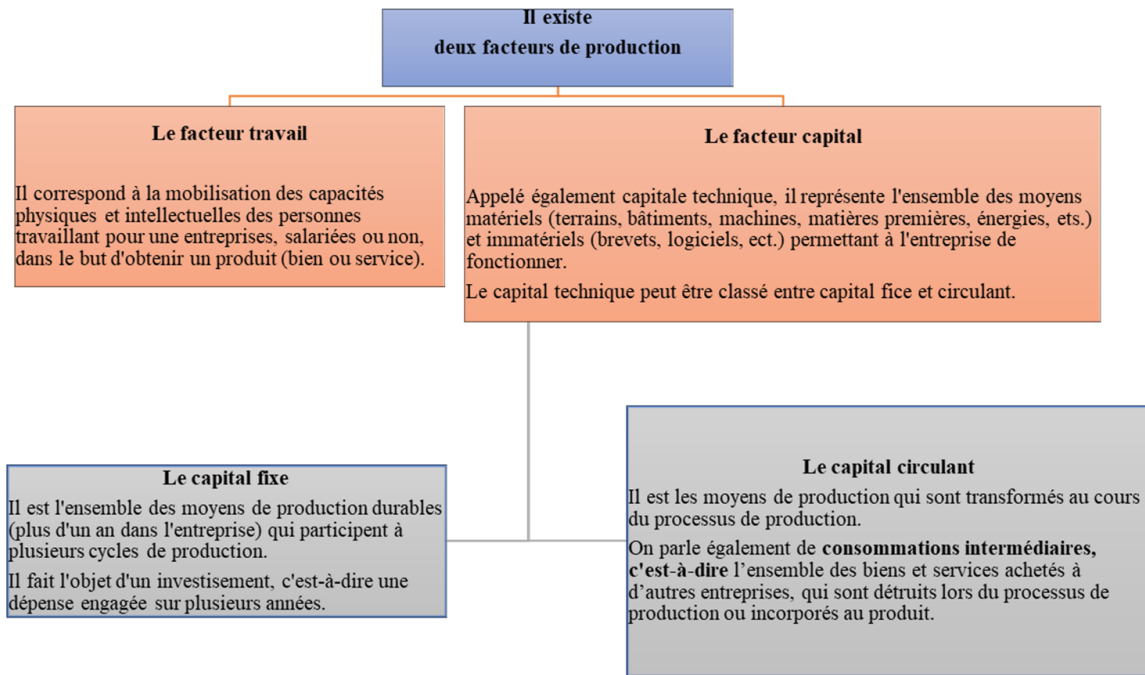 Il existe
deux facteurs de production
Le facteur travail
Il correspond à la mobilisation des capacités
physiques et intellectuelles des personnes
travaillant pour une entreprises, salariées ou non,
dans le but d'obtenir un produit (bien ou service).
Le facteur capital
Appelé également capitale technique, il représente l'ensemble des moyens
matériels (terrains, bâtiments, machines, matières premières, énergies, ets.)
et immatériels (brevets, logiciels, ect.) permettant à l'entreprise de
fonctionner.
Le capital technique peut être classé entre capital fice et circulant.
Le capital fixe
Il est l'ensemble des moyens de production durables
(plus d'un an dans l'entreprise) qui participent à
plusieurs cycles de production.
Il fait l'objet d'un investisement, c'est-à-dire une
dépense engagée sur plusieurs années.
Le capital circulant
Il est les moyens de production qui sont transformés au cours
du processus de production.
On parle également de consommations intermédiaires,
c'est-à-dire l’ensemble des biens et services achetés à
d’autres entreprises, qui sont détruits lors du processus de
production ou incorporés au produit.